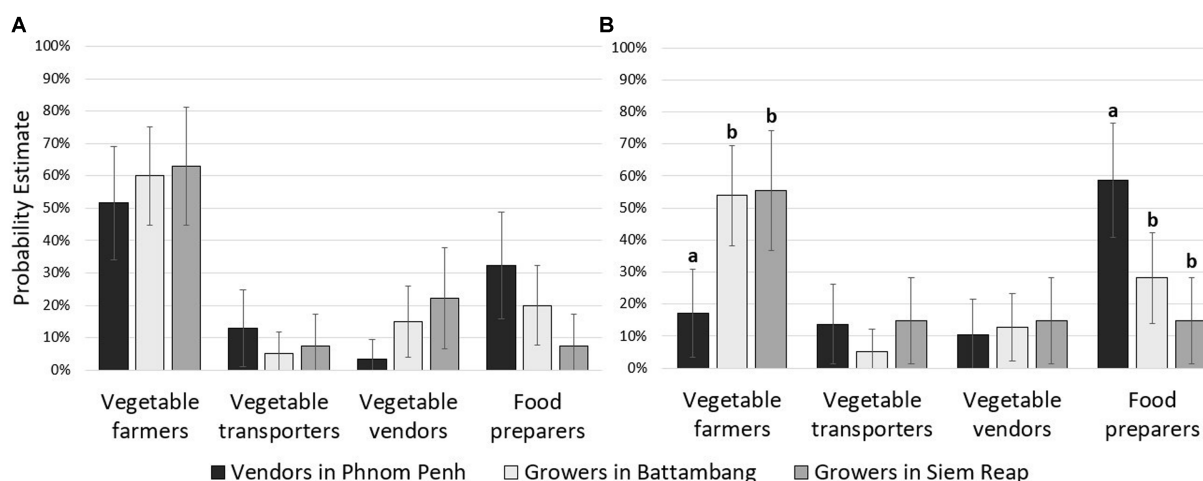 A
B
Probability Estimate
100%
90%
80%
70%
60%
50%
40%
30%
20%
10%
0%
Vegetable farmers
Vegetable transporters
Vegetable vendors
Food preparers
100%
90%
80%
70%
60%
50%
40%
30%
20%
10%
0%
a
b
b
a
b
b
Vegetable farmers
Vegetable transporters
Vegetable vendors
Food preparers
Vendors in Phnom Penh
Growers in Battambang
Growers in Siem Reap